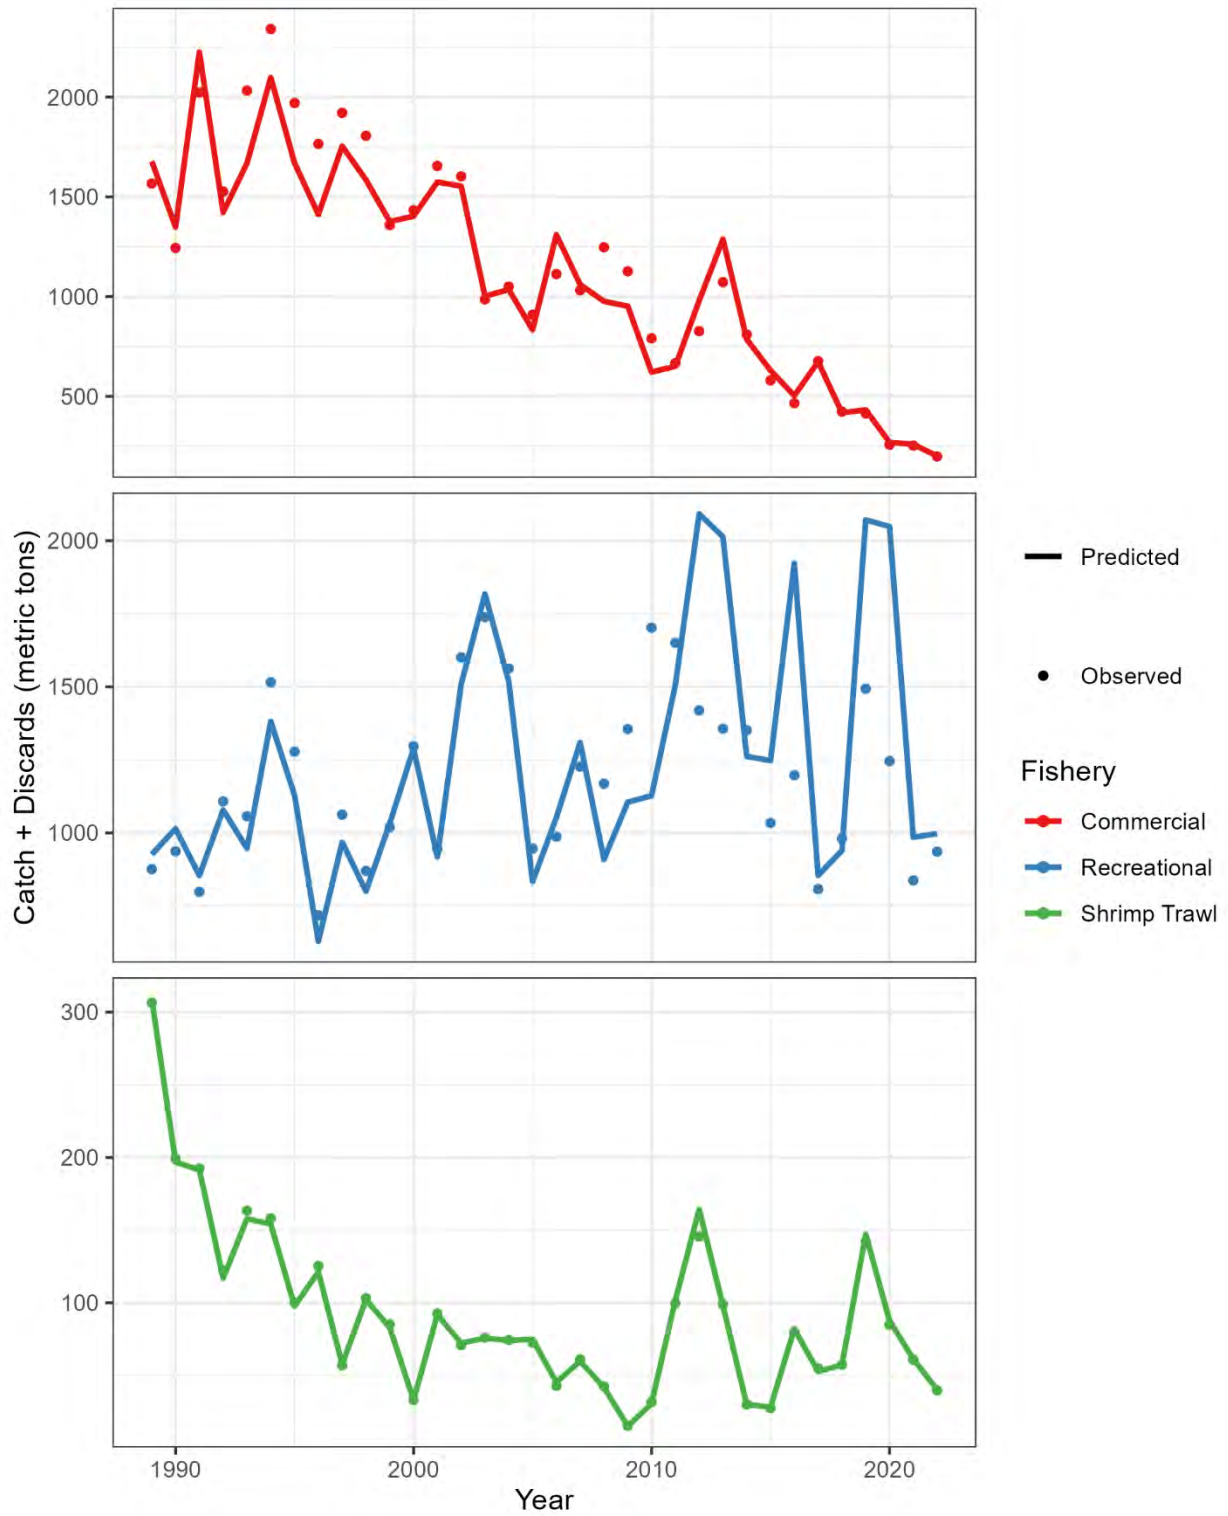 2000
1500
1000
500
2000
1500
1000
300
200
100
1990 2000 2010 2020
Year
Catch + Discards (metric tons)
Predicted
Observed
Fishery
Commercial
Recreational
Shrimp Trawl